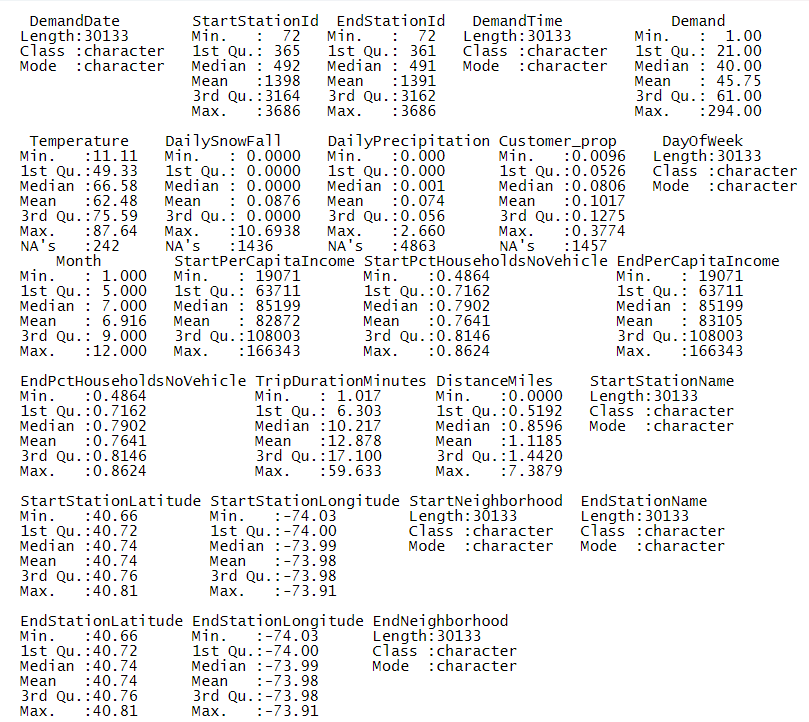 DemandDate StartStationId EndStationId DemandTime Demand
Length:30133 Min. : 72 Min. : 72 Length:30133 Min. : 1.00
Class :character 1st Qu.: 365 1st Qu.: 361 Class :character 1st Qu.: 21.00
Mode :character Median : 492 Median : 491 Mode :character Median : 40.00
Mean :1398 Mean :1391 Mean : 45.75
3rd Qu.:3164 3rd Qu.:3162 3rd Qu.: 61.00
Max. :3686 Max. :3686 Max. :294.00
Temperature DailySnowFall DailyPrecipitation Customer_prop DayOfWeek
Min. :11.11 Min. : 0.0000 Min. :0.000 Min. :0.0096 Length:30133
1st Qu.:49.33 1st Qu.: 0.0000 1st Qu.:0.000 1st Qu.:0.0526 Class :character
Median :66.58 Median : 0.0000 Median :0.001 Median :0.0806 Mode :character
Mean :62.48 Mean : 0.0876 Mean :0.074 Mean :0.1017
3rd Qu.:75.59 3rd Qu.: 0.0000 3rd Qu.:0.056 3rd Qu.:0.1275
Max. :87.64 Max. :10.6938 Max. :2.660 Max. :0.3774
NA's :242 NA's :1436 NA's :4863 NA's :1457
Month StartPerCapitaIncome StartPctHouseholdsNoVehicle EndPerCapitaIncome
Min. : 1.000 Min. : 19071 Min. :0.4864 Min. : 19071
1st Qu.: 5.000 1st Qu.: 63711 1st Qu.:0.7162 1st Qu.: 63711
Median : 7.000 Median : 85199 Median :0.7902 Median : 85199
Mean : 6.916 Mean : 82872 Mean :0.7641 Mean : 83105
3rd Qu.: 9.000 3rd Qu.:108003 3rd Qu.:0.8146 3rd Qu.:108003
Max. :12.000 Max. :166343 Max. :0.8624 Max. :166343
EndPctHouseholdsNoVehicle TripDurationMinutes DistanceMiles StartStationName
Min. :0.4864 Min. : 1.017 Min. :0.0000 Length:30133
1st Qu.:0.7162 1st Qu.: 6.303 1st Qu.:0.5192 Class :character
Median :0.7902 Median :10.217 Median :0.8596 Mode :character
Mean :0.7641 Mean :12.878 Mean :1.1185
3rd Qu.:0.8146 3rd Qu.:17.100 3rd Qu.:1.4420
Max. :0.8624 Max. :59.633 Max. :7.3879
StartStationLatitude StartStationLongitude StartNeighborhood EndStationName
Min. :40.66 Min. :-74.03 Length:30133 Length:30133
1st Qu.:40.72 1st Qu.:-74.00 Class :character Class :character
Median :40.74 Median :-73.99 Mode :character Mode :character
Mean :40.74 Mean :-73.98
3rd Qu.:40.76 3rd Qu.:-73.98
Max. :40.81 Max. :-73.91
EndStationLatitude EndStationLongitude EndNeighborhood
Min. :40.66 Min. :-74.03 Length:30133
1st Qu.:40.72 1st Qu.:-74.00 Class :character
Median :40.74 Median :-73.99 Mode :character
Mean :40.74 Mean :-73.98
3rd Qu.:40.76 3rd Qu.:-73.98
Max. :40.81 Max. :-73.91